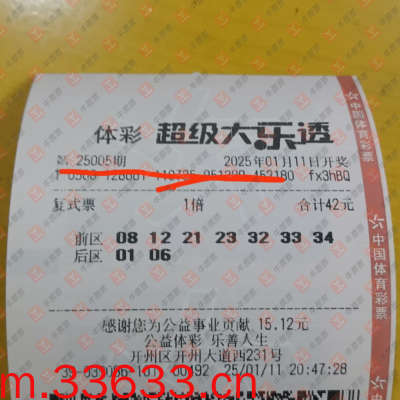 体彩 超级大乐透
第 25005期 2025年01月11日开奖
fx3hBQ
复式票 1倍 合计42元
前区 08 12 21 23 32 33 34
后区 01 06
感谢您为公益事业贡献 15.12元
公益体彩 乐善人生
开州区开州大道西231号
25/01/11 20:47:28
m.33633.cn
中国体育彩票
中国体育彩票